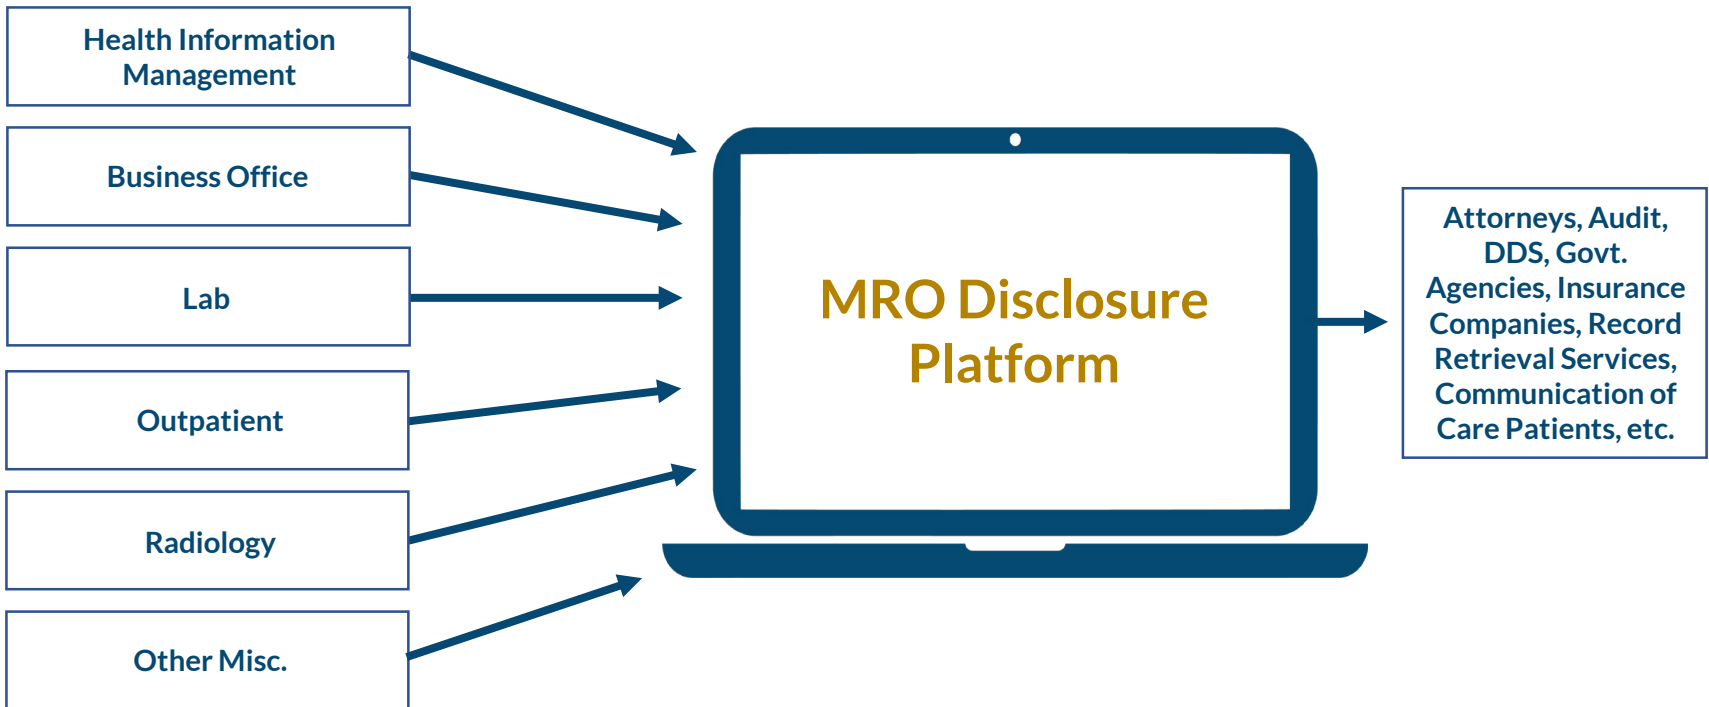 Health Information
Management
Business Office
Lab
Outpatient
Radiology
Other Misc.
MRO Disclosure
Platform
Attorneys, Audit,
DDS, Govt.
Agencies, Insurance
Companies, Record
Retrieval Services,
Communication of
Care Patients, etc.